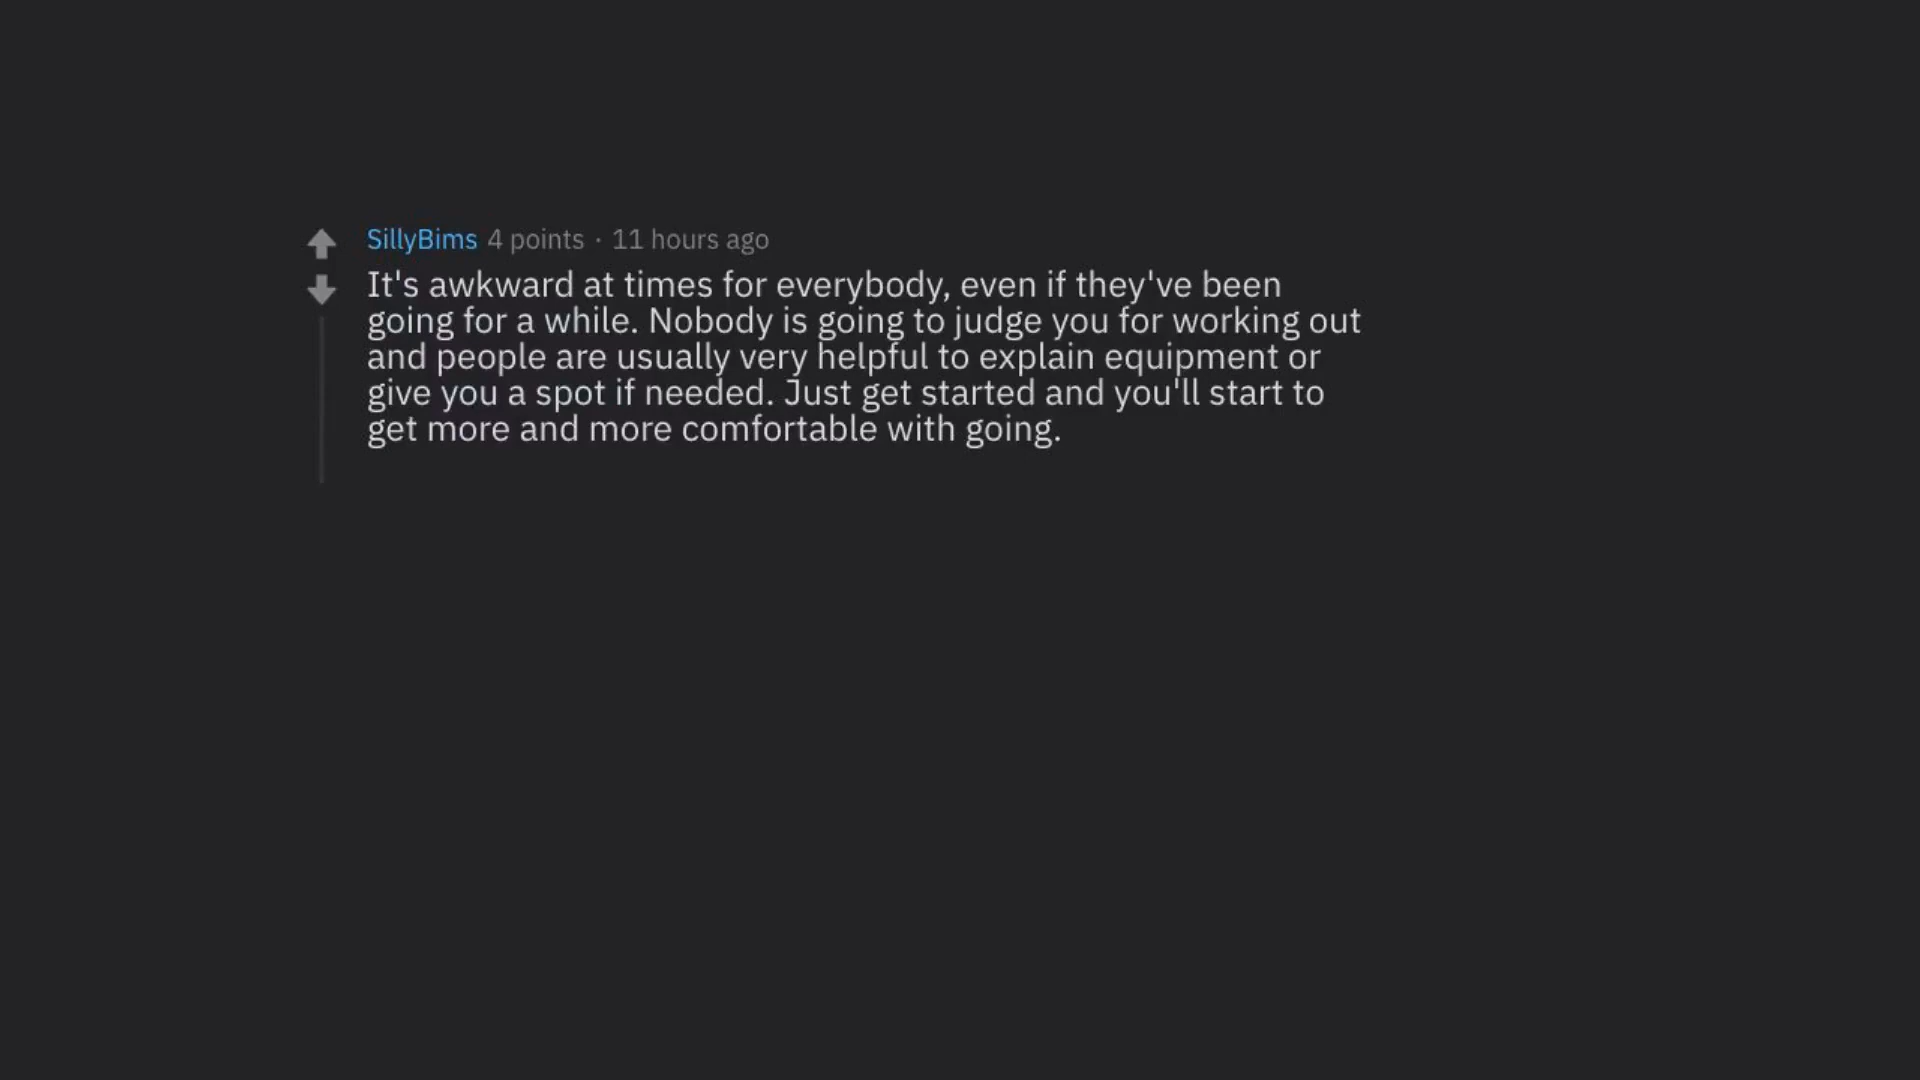 SillyBims 4 points · 11 hours ago
It's awkward at times for everybody, even if they've been
going for a while. Nobody is going to judge you for working out
and people are usually very helpful to explain equipment or
give you a spot if needed. Just get started and you'll start to
get more and more comfortable with going.